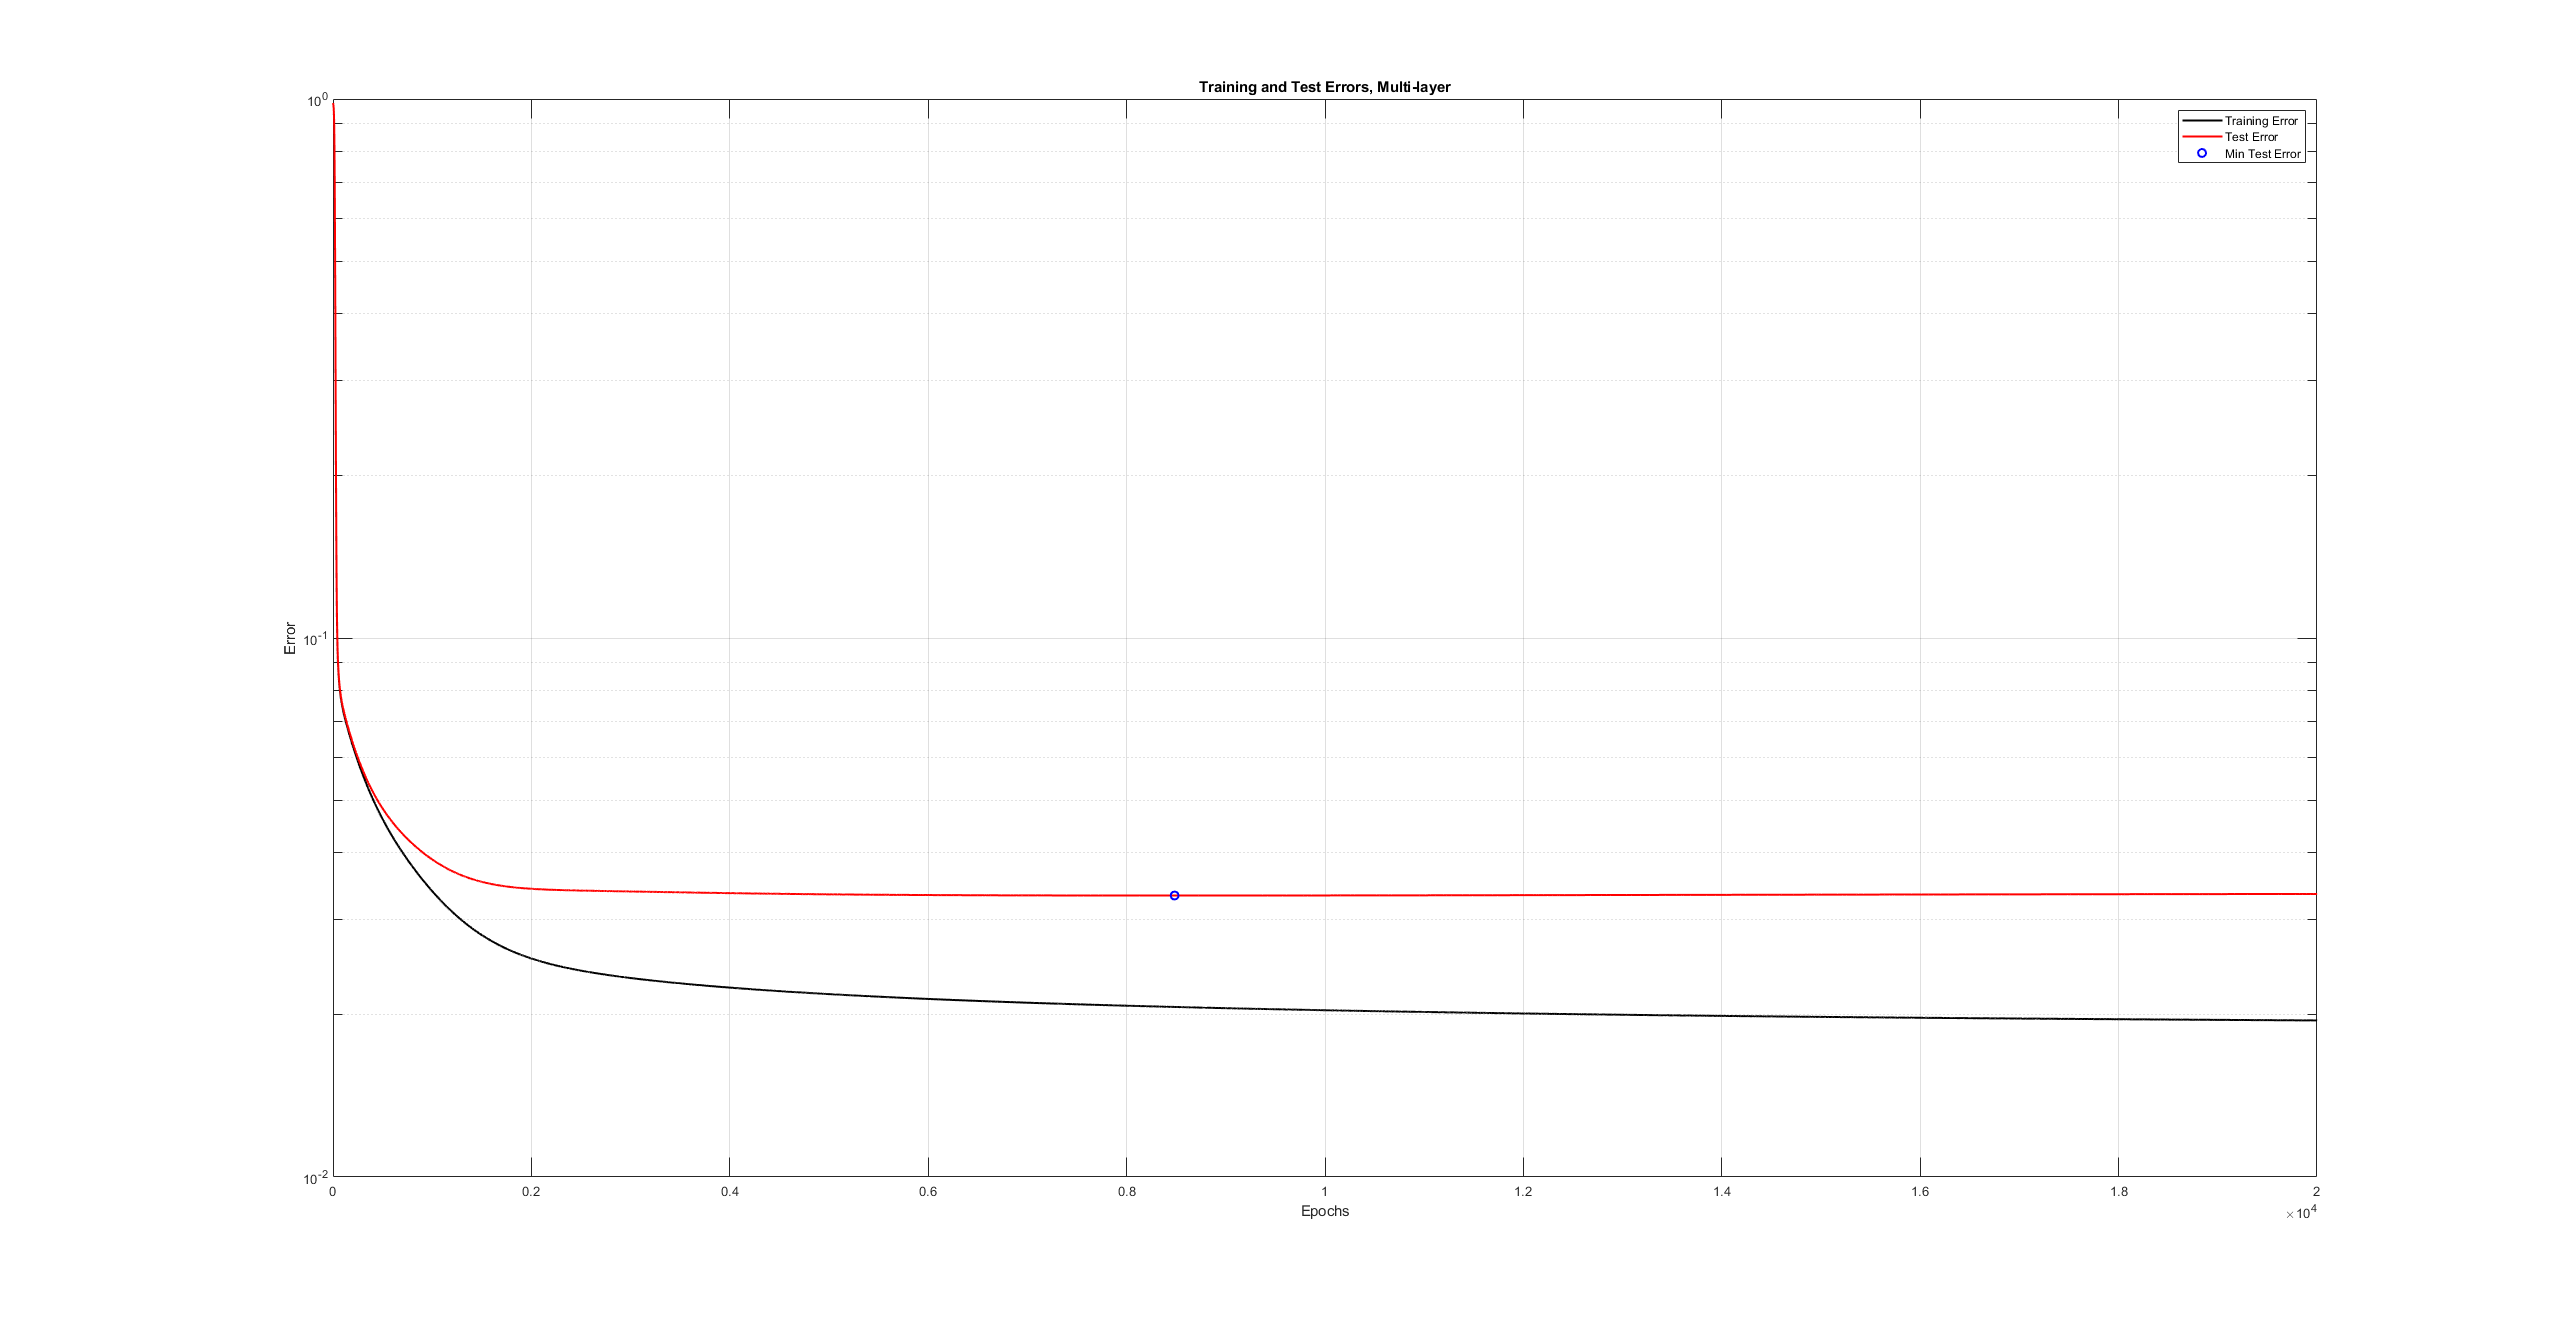 Training and Test Errors, Multi-layer
10^0
Training Error
Test Error
Min Test Error
Error
10^-1
10^-2
0 0.2 0.4 0.6 0.8 1 1.2 1.4 1.6 1.8 2
Epochs
×10^4